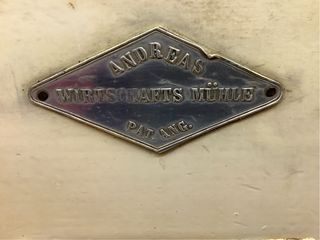 ANDREAS
WIRTSCHAFTS MÜHLE
PAT. ANG.